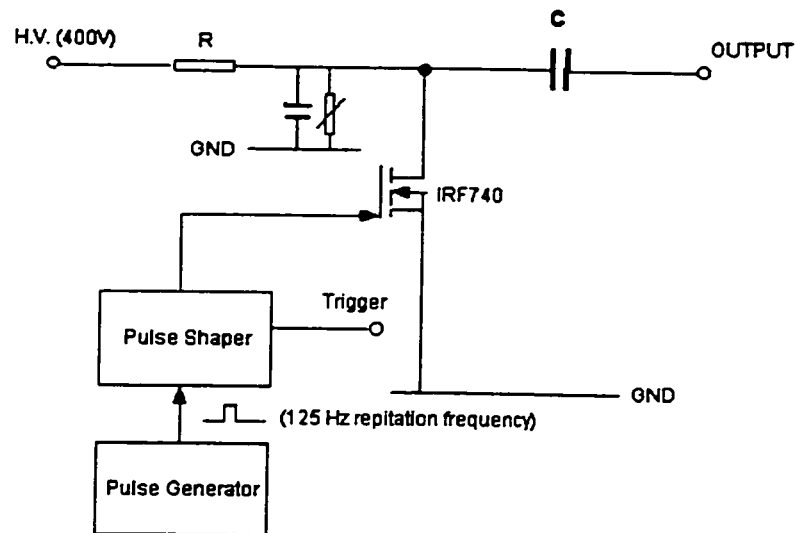 C
H.V. (400V)
R
OUTPUT
GND
IRF740
Trigger
Pulse Shaper
GND
(125 Hz repitation frequency)
Pulse Generator